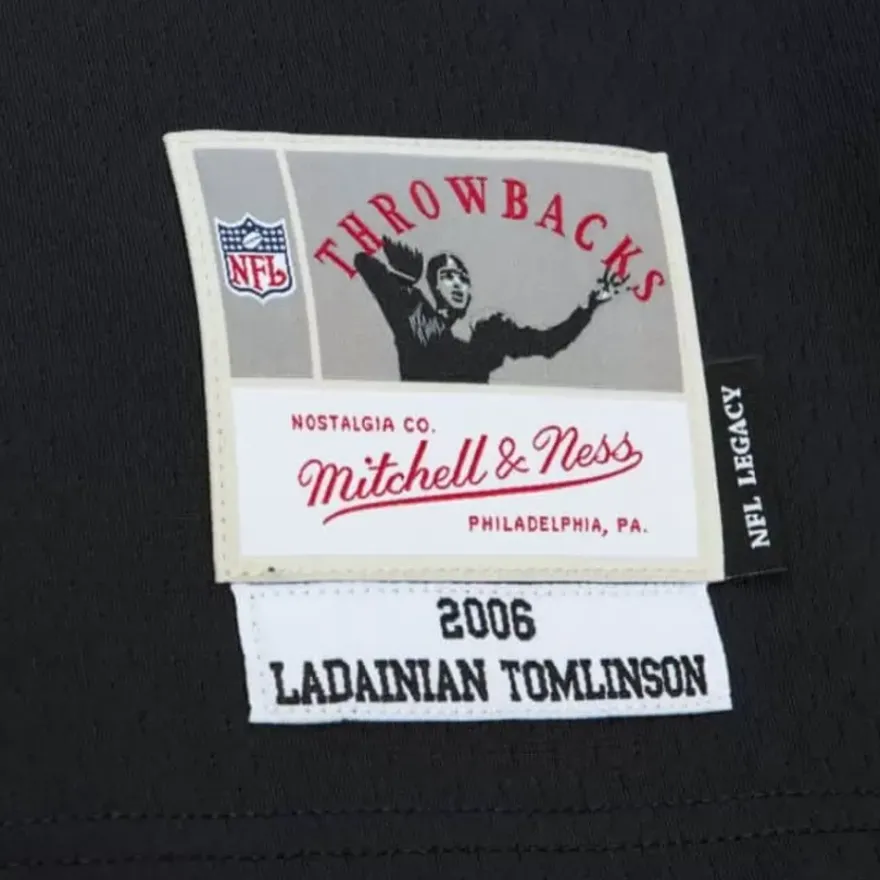 THROWBACKS
NFL
NOSTALGIA CO.
Mitchell & Ness
PHILADELPHIA, PA.
NFL LEGACY
2006
LADAINIAN TOMLINSON